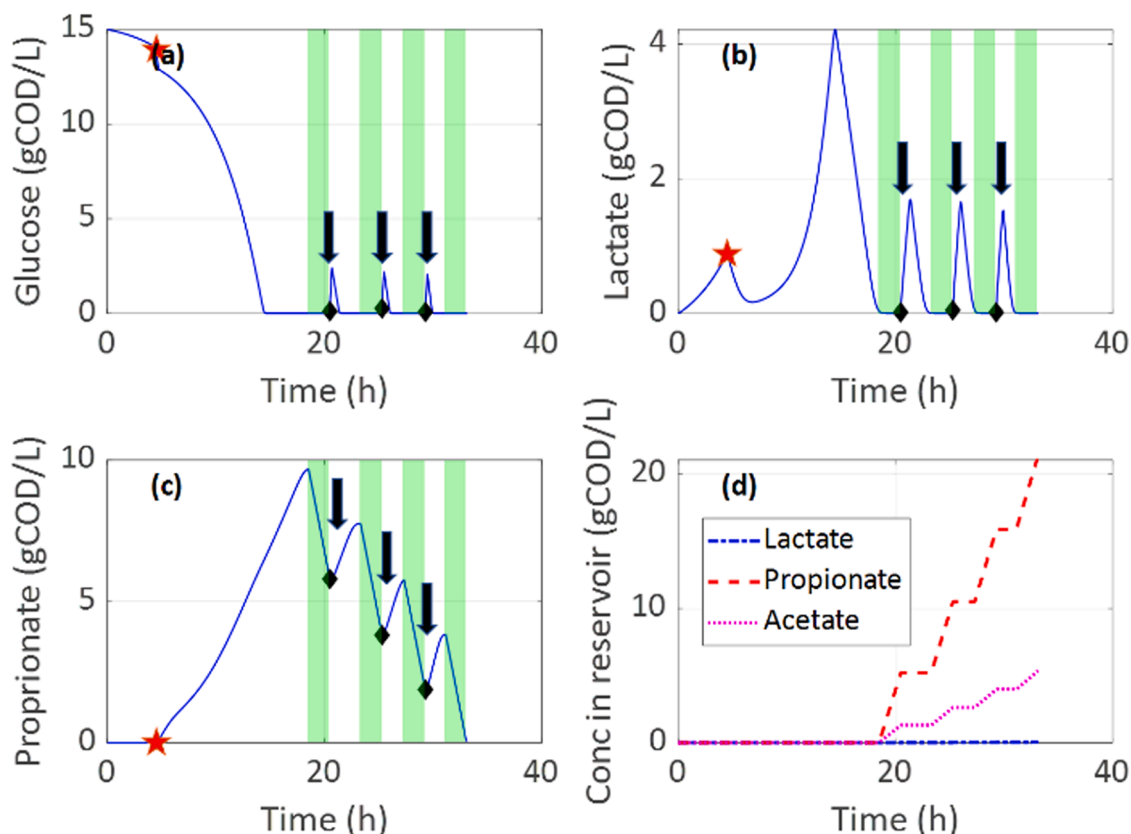 15
10
5
0
0
20
40
Glucose (gCOD/L)
Time (h)
(a)
4
2
0
0
20
40
Lactate (gCOD/L)
Time (h)
(b)
10
5
0
0
20
40
Proprionate (gCOD/L)
Time (h)
(c)
20
10
0
0
20
40
Conc in reservoir (gCOD/L)
Time (h)
(d)
Lactate
Propionate
Acetate